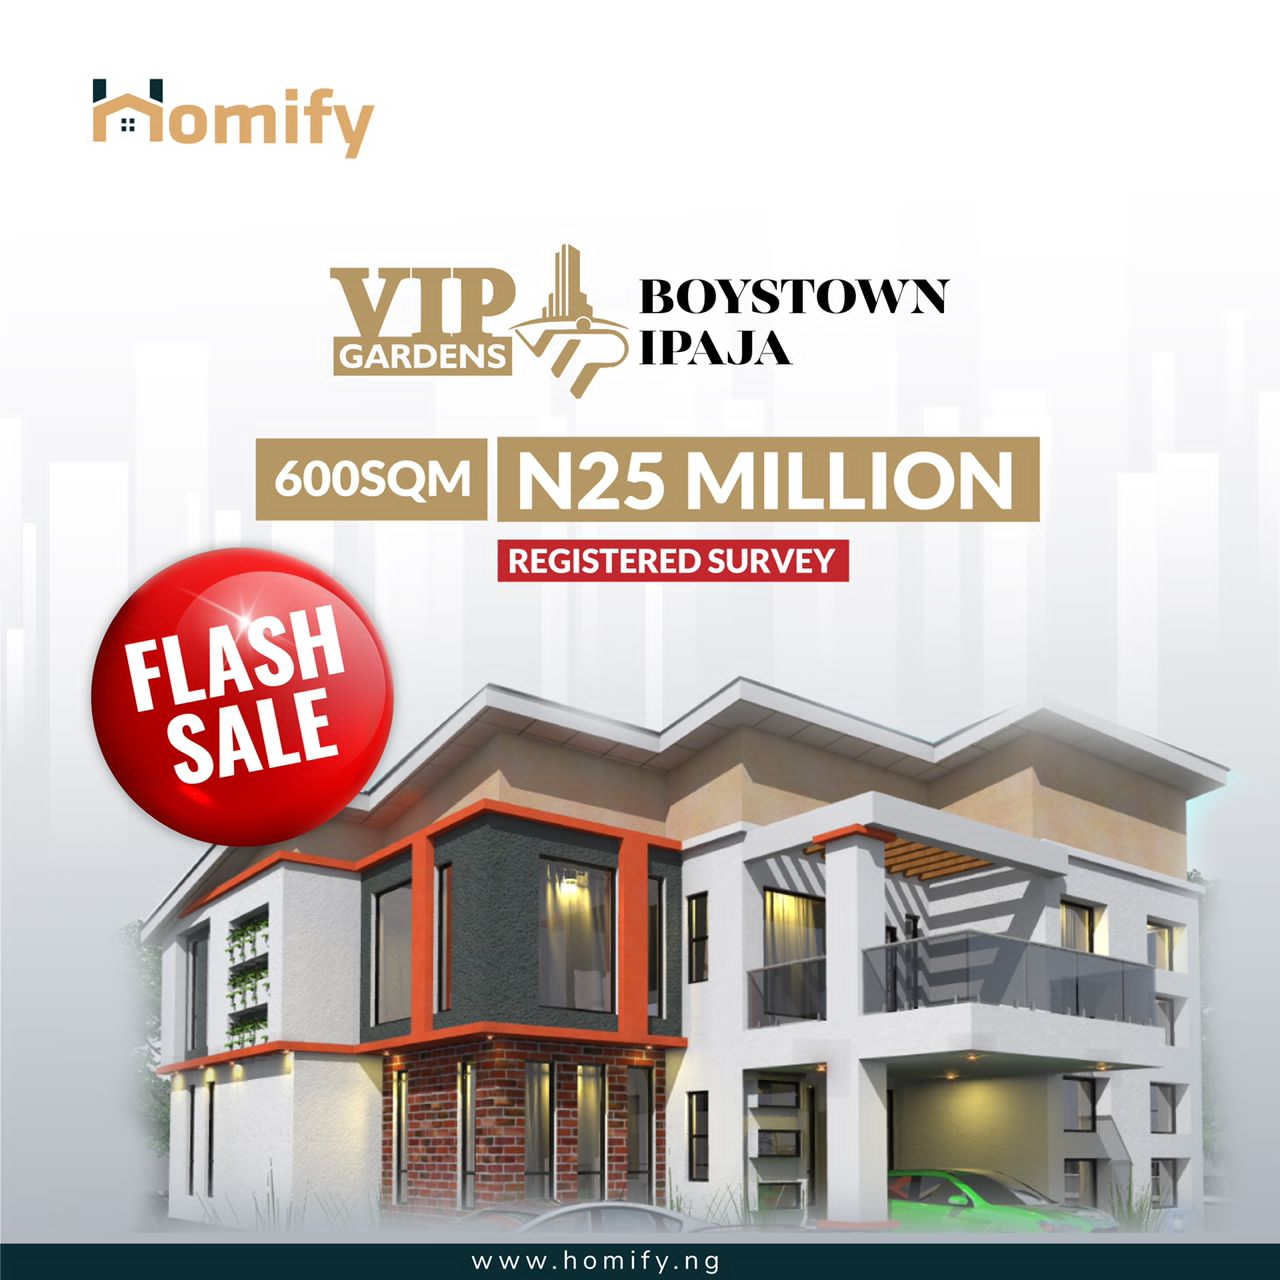 Homify
VIP
GARDENS
BOYSTOWN
IPAJA
600SQM
N25 MILLION
REGISTERED SURVEY
FLASH
SALE
www.homify.ng